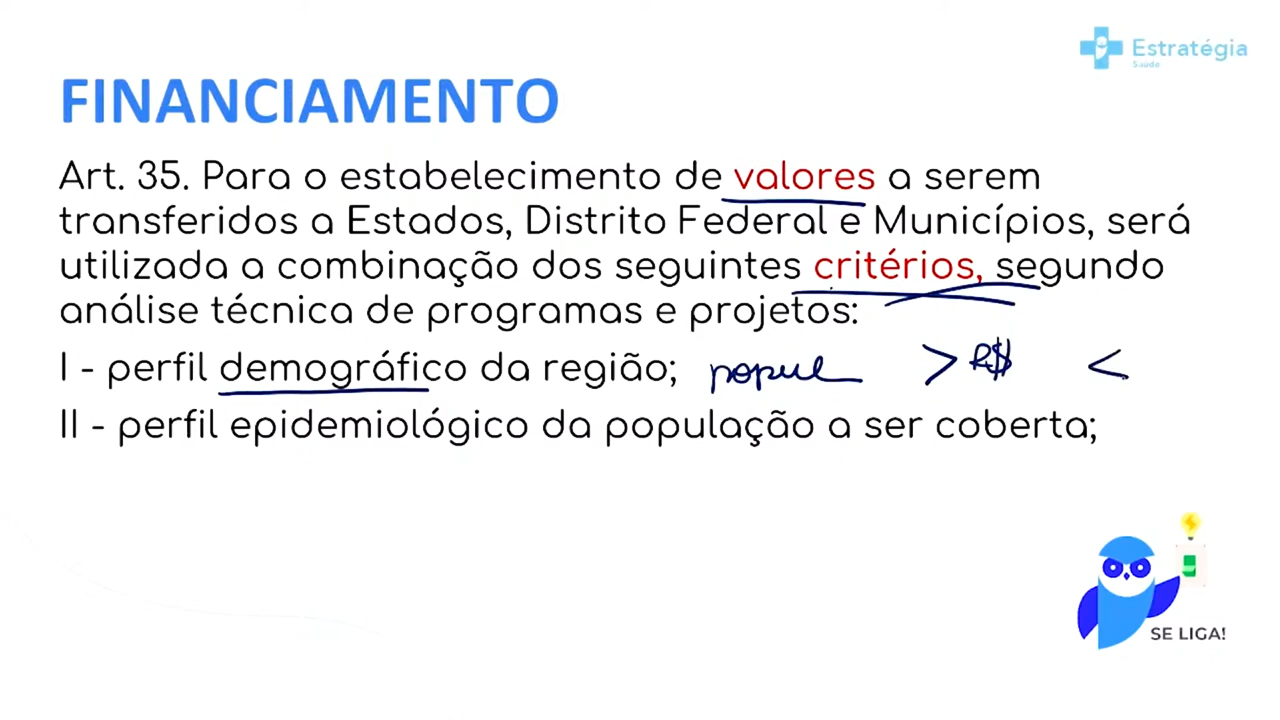 Estratégia
Saúde
FINANCIAMENTO
Art. 35. Para o estabelecimento de valores a serem
transferidos a Estados, Distrito Federal e Municípios, será
utilizada a combinação dos seguintes critérios, segundo
análise técnica de programas e projetos:
I - perfil demográfico da região; popul > R$ <
II - perfil epidemiológico da população a ser coberta;
SE LIGA!